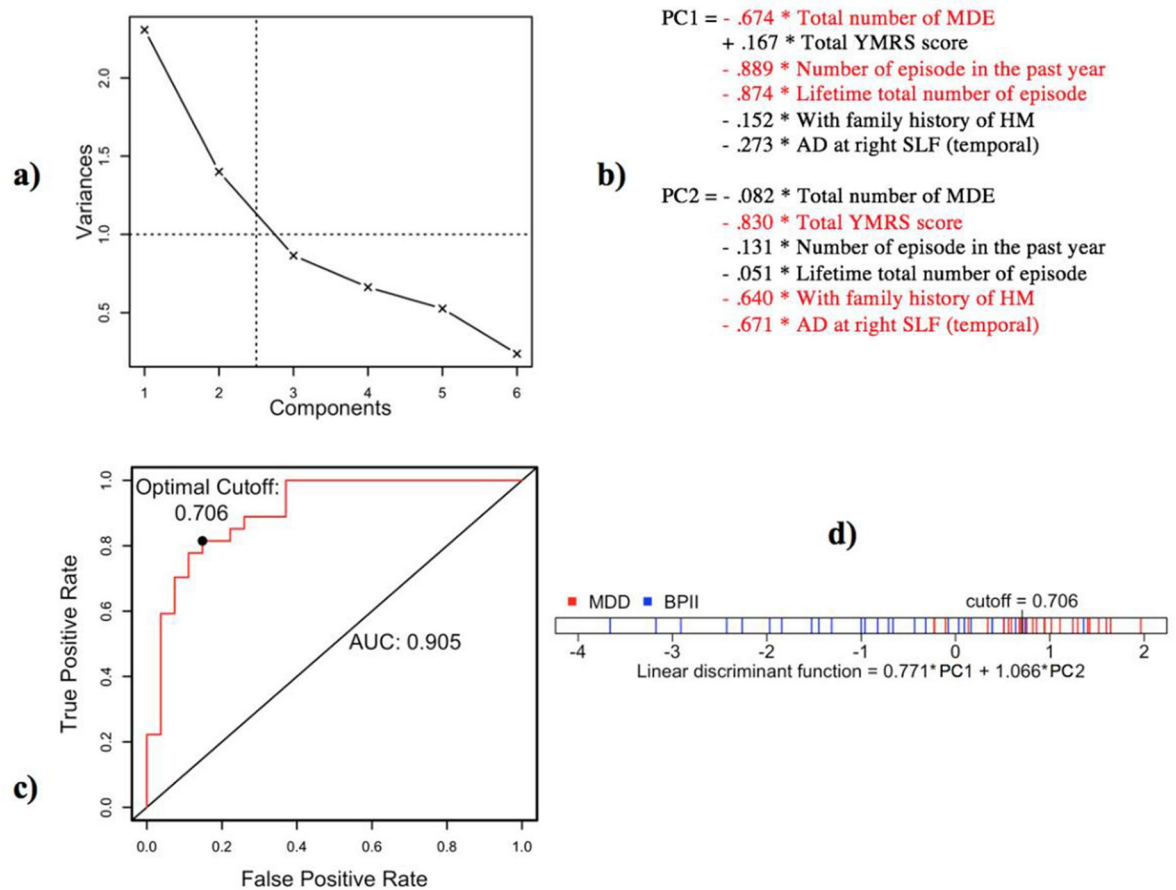 a)
Variances
2.0
1.5
1.0
0.5
1 2 3 4 5 6
Components
b)
PC1 = - .674 * Total number of MDE
+ .167 * Total YMRS score
- .889 * Number of episode in the past year
- .874 * Lifetime total number of episode
- .152 * With family history of HM
- .273 * AD at right SLF (temporal)
PC2 = - .082 * Total number of MDE
- .830 * Total YMRS score
- .131 * Number of episode in the past year
- .051 * Lifetime total number of episode
- .640 * With family history of HM
- .671 * AD at right SLF (temporal)
c)
True Positive Rate
1.0
0.8
0.6
0.4
0.2
0.0
Optimal Cutoff:
0.706
AUC: 0.905
0.0 0.2 0.4 0.6 0.8 1.0
False Positive Rate
d)
MDD BPII
cutoff = 0.706
-4 -3 -2 -1 0 1 2
Linear discriminant function = 0.771*PC1 + 1.066*PC2